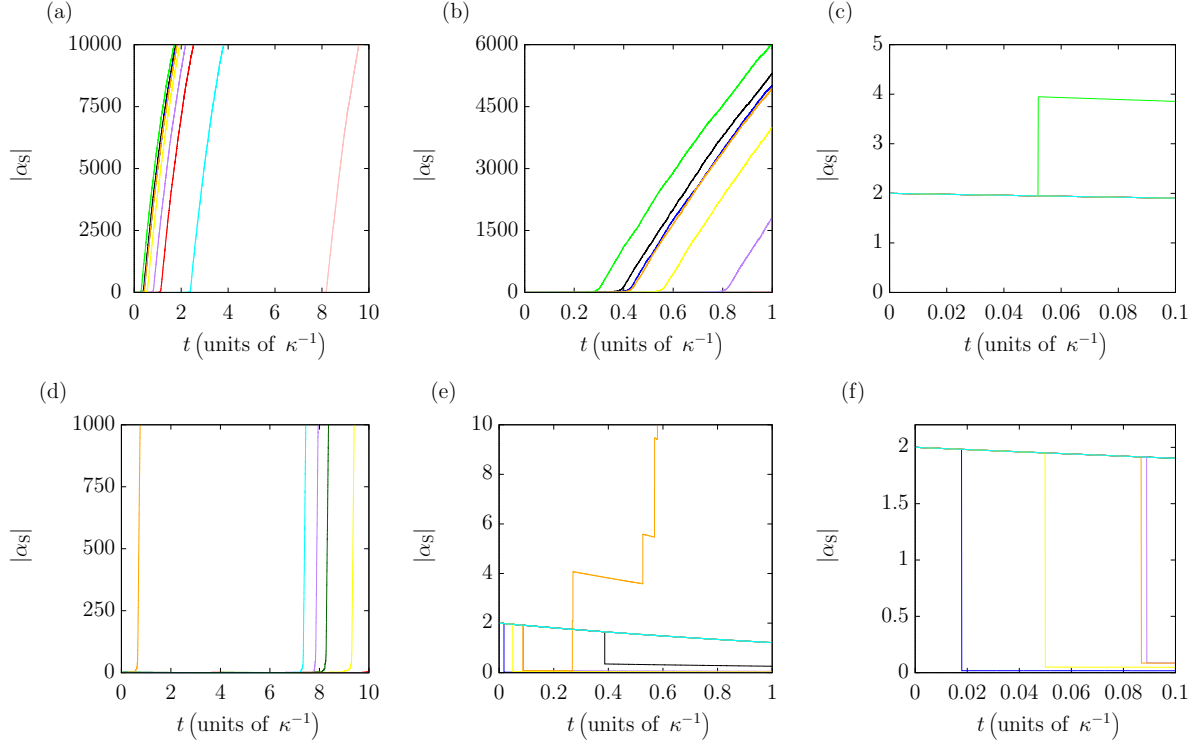 (a)
10000
7500
5000
2500
0
|αS|
0 2 4 6 8 10
t (units of κ−1)
(b)
6000
4500
3000
1500
0
|αS|
0 0.2 0.4 0.6 0.8 1
t (units of κ−1)
(c)
5
4
3
2
1
0
|αS|
0 0.02 0.04 0.06 0.08 0.1
t (units of κ−1)
(d)
1000
750
500
250
0
|αS|
0 2 4 6 8 10
t (units of κ−1)
(e)
10
8
6
4
2
0
|αS|
0 0.2 0.4 0.6 0.8 1
t (units of κ−1)
(f)
2
1.5
1
0.5
0
|αS|
0 0.02 0.04 0.06 0.08 0.1
t (units of κ−1)